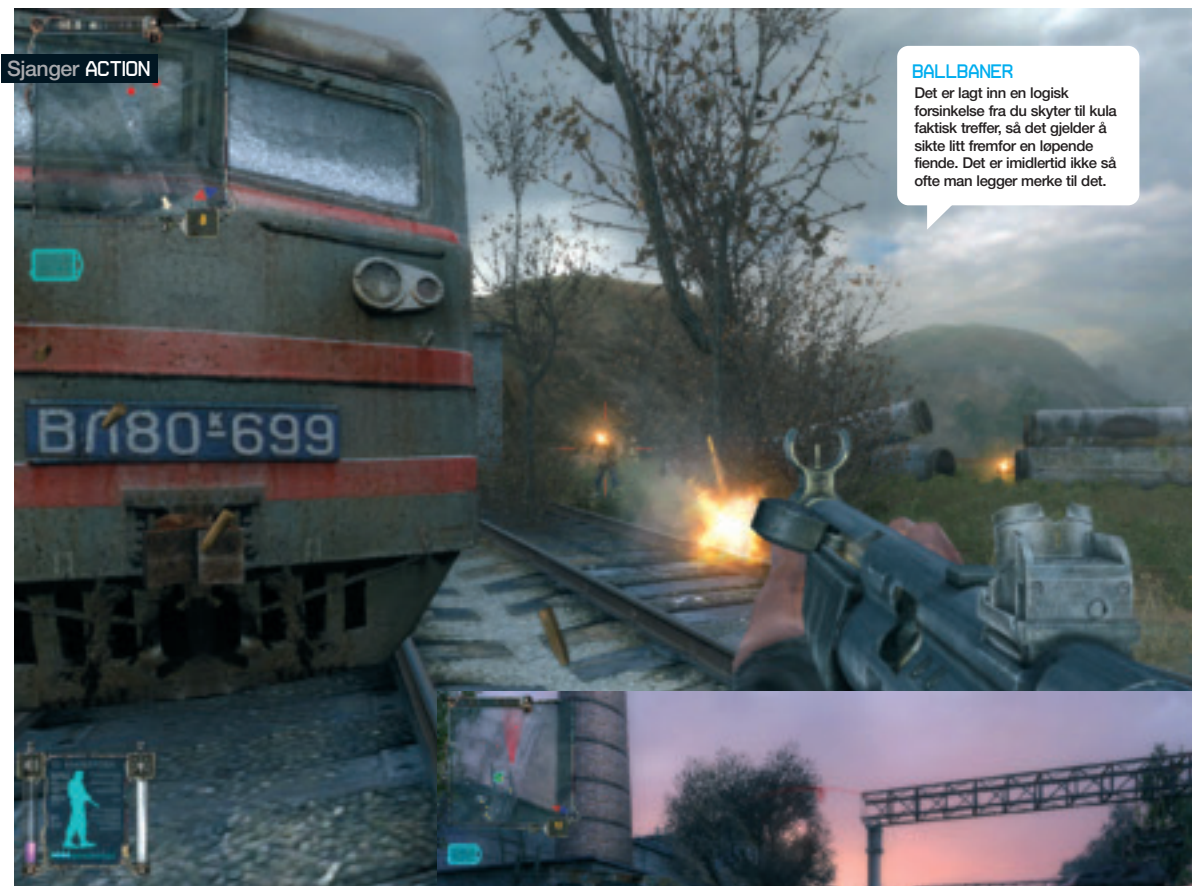 Sjanger ACTION
BALLBANER
Det er lagt inn en logisk
forsinkelse fra du skyter til kula
faktisk treffer, så det gjelder å
sikte litt fremfor en løpende
fiende. Det er imidlertid ikke så
ofte man legger merke til det.
ВЛ80К-699